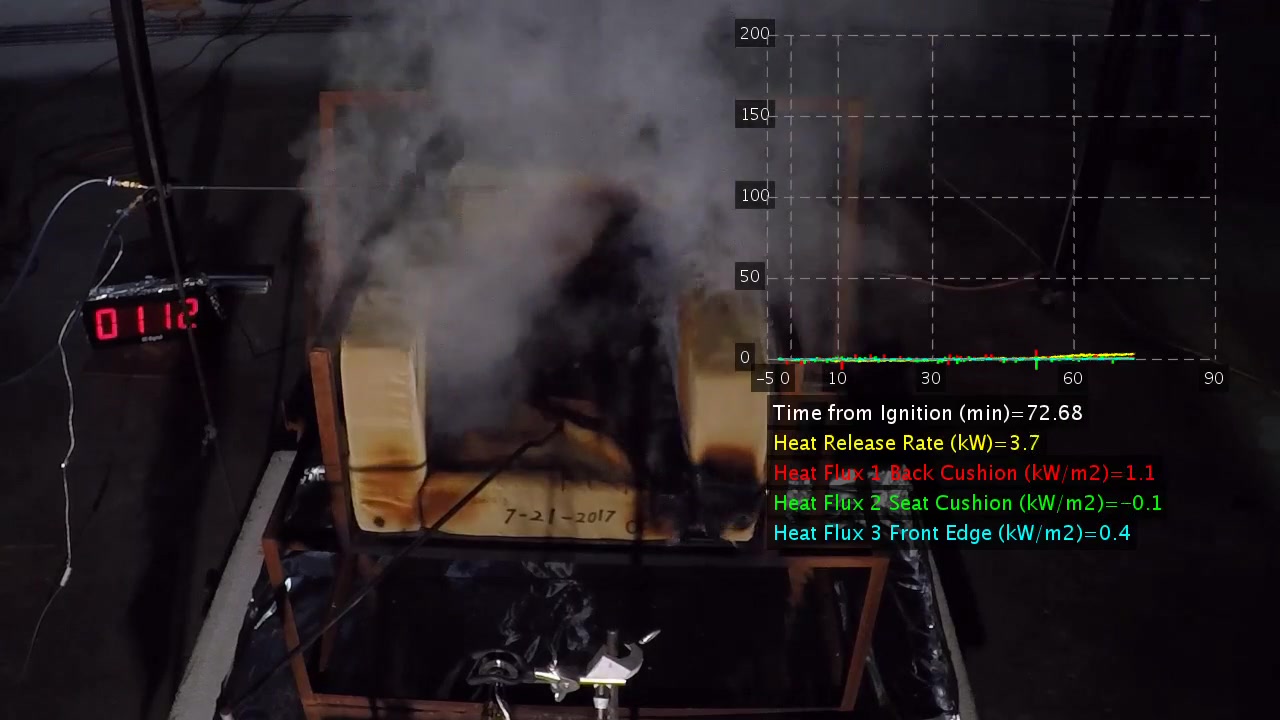 200
150
100
50
0
-5 0 10 30 60 90
Time from Ignition (min)=72.68
Heat Release Rate (kW)=3.7
Heat Flux 1 Back Cushion (kW/m2)=1.1
Heat Flux 2 Seat Cushion (kW/m2)=-0.1
Heat Flux 3 Front Edge (kW/m2)=0.4
0112
7-21-2017